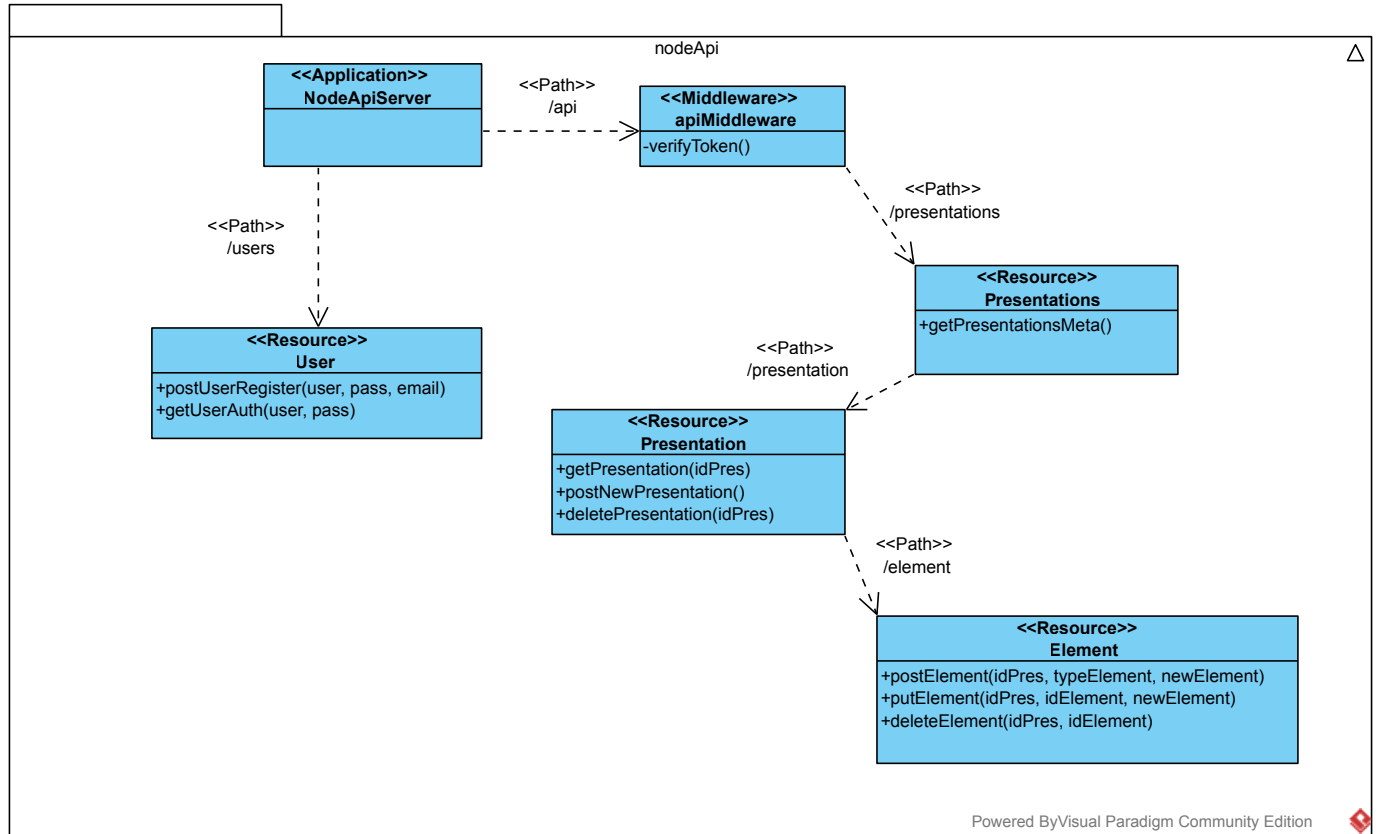 nodeApi
<<Application>>
NodeApiServer
<<Path>>
/api
<<Middleware>>
apiMiddleware
-verifyToken()
<<Path>>
/users
<<Path>>
/presentations
<<Resource>>
User
+postUserRegister(user, pass, email)
+getUserAuth(user, pass)
<<Resource>>
Presentations
+getPresentationsMeta()
<<Path>>
/presentation
<<Resource>>
Presentation
+getPresentation(idPres)
+postNewPresentation()
+deletePresentation(idPres)
<<Path>>
/element
<<Resource>>
Element
+postElement(idPres, typeElement, newElement)
+putElement(idPres, idElement, newElement)
+deleteElement(idPres, idElement)
Powered ByVisual Paradigm Community Edition